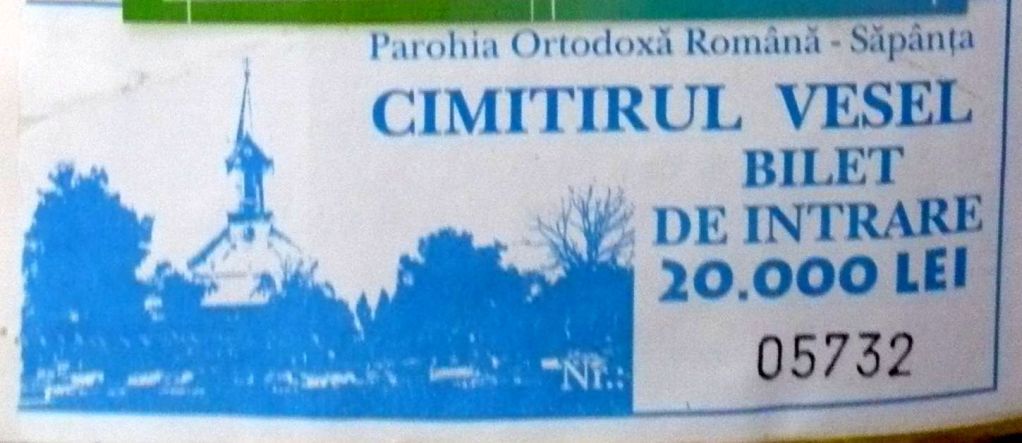 Parohia Ortodoxă Română - Săpânța
CIMITIRUL VESEL
BILET
DE INTRARE
20.000 LEI
Nr.: 05732